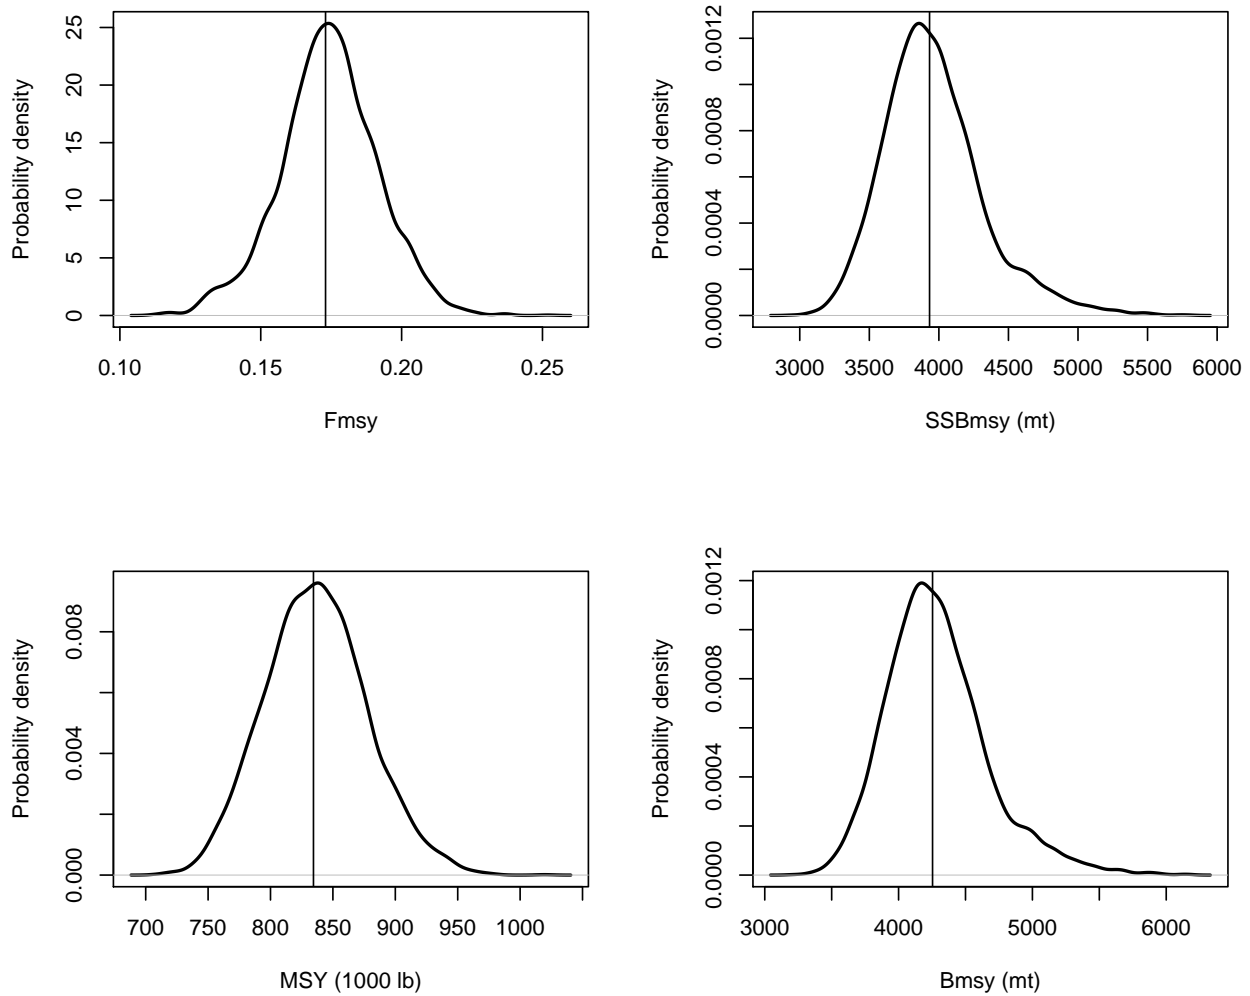 Probability density
0 5 10 15 20 25
0.10 0.15 0.20 0.25
Fmsy
Probability density
0.0000 0.0004 0.0008 0.0012
3000 3500 4000 4500 5000 5500 6000
SSBmsy (mt)
Probability density
0.000 0.004 0.008
700 750 800 850 900 950 1000
MSY (1000 lb)
Probability density
0.0000 0.0004 0.0008 0.0012
3000 4000 5000 6000
Bmsy (mt)